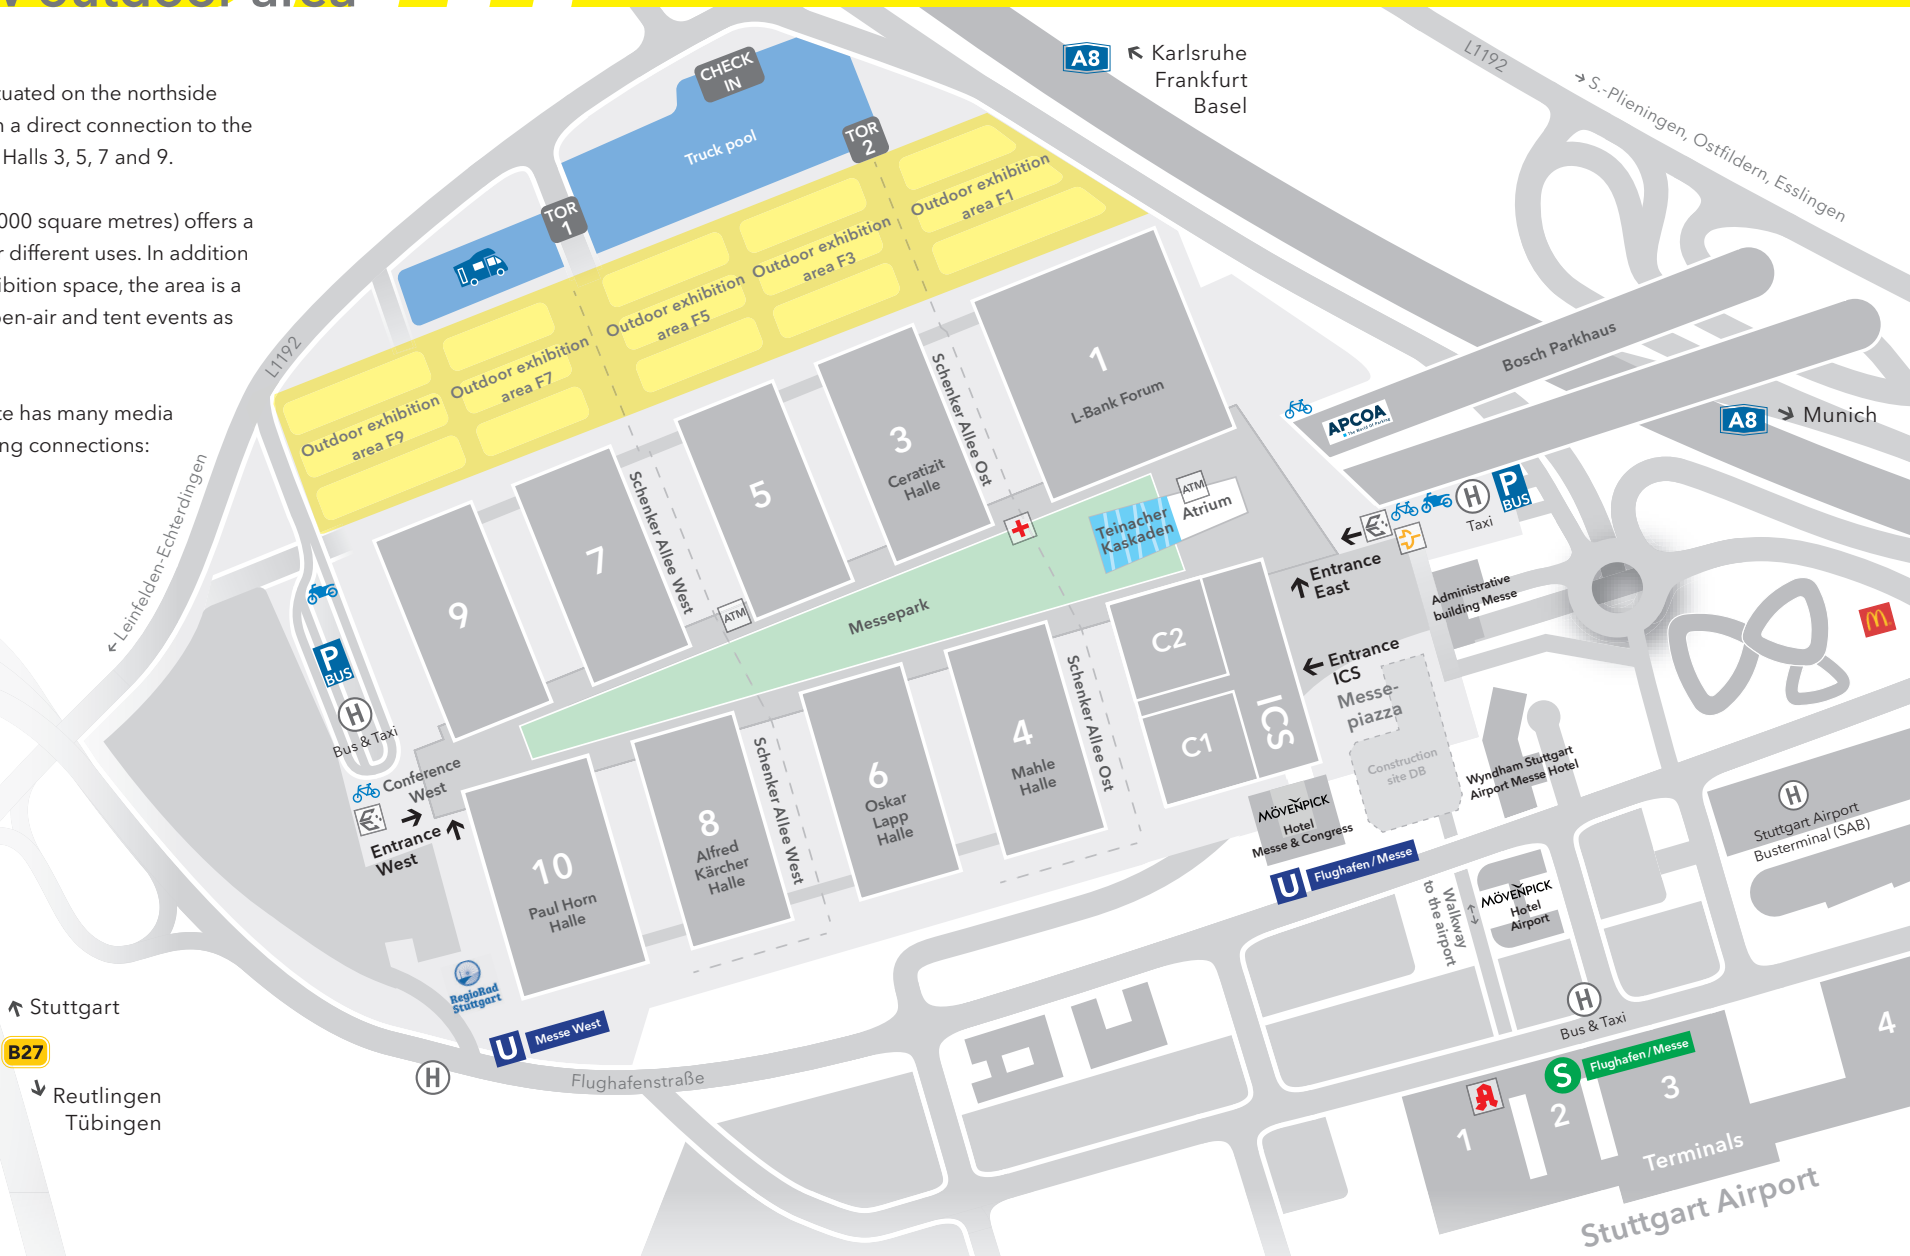 outdoor area
tuated on the northside
a direct connection to the
Halls 3, 5, 7 and 9.
000 square metres) offers a
r different uses. In addition
ibition space, the area is a
en-air and tent events as
te has many media
ng connections:
CHECK
IN
Truck pool
TOR
1
TOR
2
A8
Karlsruhe
Frankfurt
Basel
L1192
S.-Plieningen, Ostfildern, Esslingen
Outdoor exhibition
area F1
Outdoor exhibition
area F3
Outdoor exhibition
area F5
Outdoor exhibition
area F7
Outdoor exhibition
area F9
L1192
Leinfelden-Echterdingen
1
L-Bank Forum
3
Ceratizit
Halle
5
7
9
Schenker Allee Ost
Schenker Allee West
Bosch Parkhaus
APCOA
A8
Munich
ATM
Atrium
Teinacher
Kaskaden
Messepark
ATM
H
Taxi
P
BUS
Entrance
East
Administrative
building Messe
Entrance
ICS
Messe-
piazza
Construction
site DB
C2
C1
ICS
4
Mahle
Halle
Schenker Allee Ost
6
Oskar
Lapp
Halle
Schenker Allee West
8
Alfred
Kärcher
Halle
10
Paul Horn
Halle
P
BUS
H
Bus & Taxi
Conference
West
Entrance
West
Wyndham Stuttgart
Airport Messe Hotel
MÖVENPICK
Hotel
Messe & Congress
U
Flughafen / Messe
Walkway
to the airport
MÖVENPICK
Hotel
Airport
H
Stuttgart Airport
Busterminal (SAB)
RegioRad
Stuttgart
U
Messe West
H
Flughafenstraße
Stuttgart
B27
Reutlingen
Tübingen
H
Bus & Taxi
S
Flughafen / Messe
1
2
3
4
Terminals
Stuttgart Airport